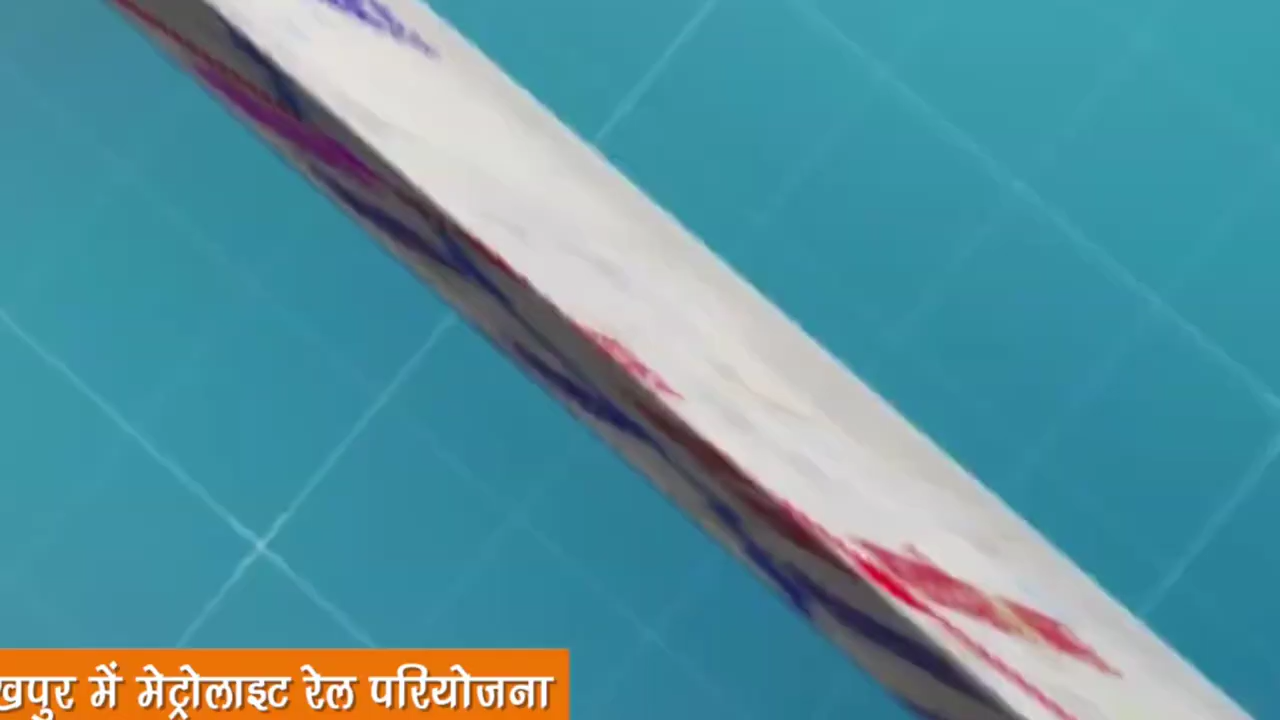 खपुर में मेट्रोलाइट रेल परियोजना